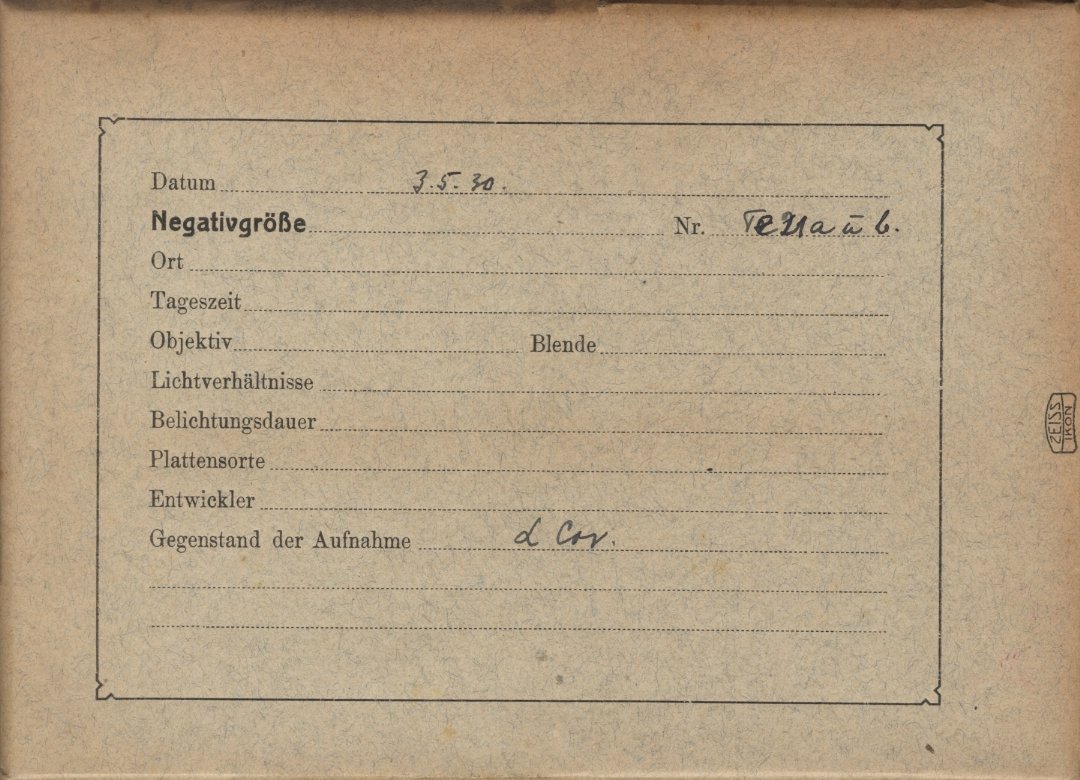 Datum 3.5.30.
Negativgröße Nr. a ū b.
Ort
Tageszeit
Objektiv Blende
Lichtverhältnisse
Belichtungsdauer
Plattensorte
Entwickler
Gegenstand der Aufnahme α Cor.
ZEISS
IKON